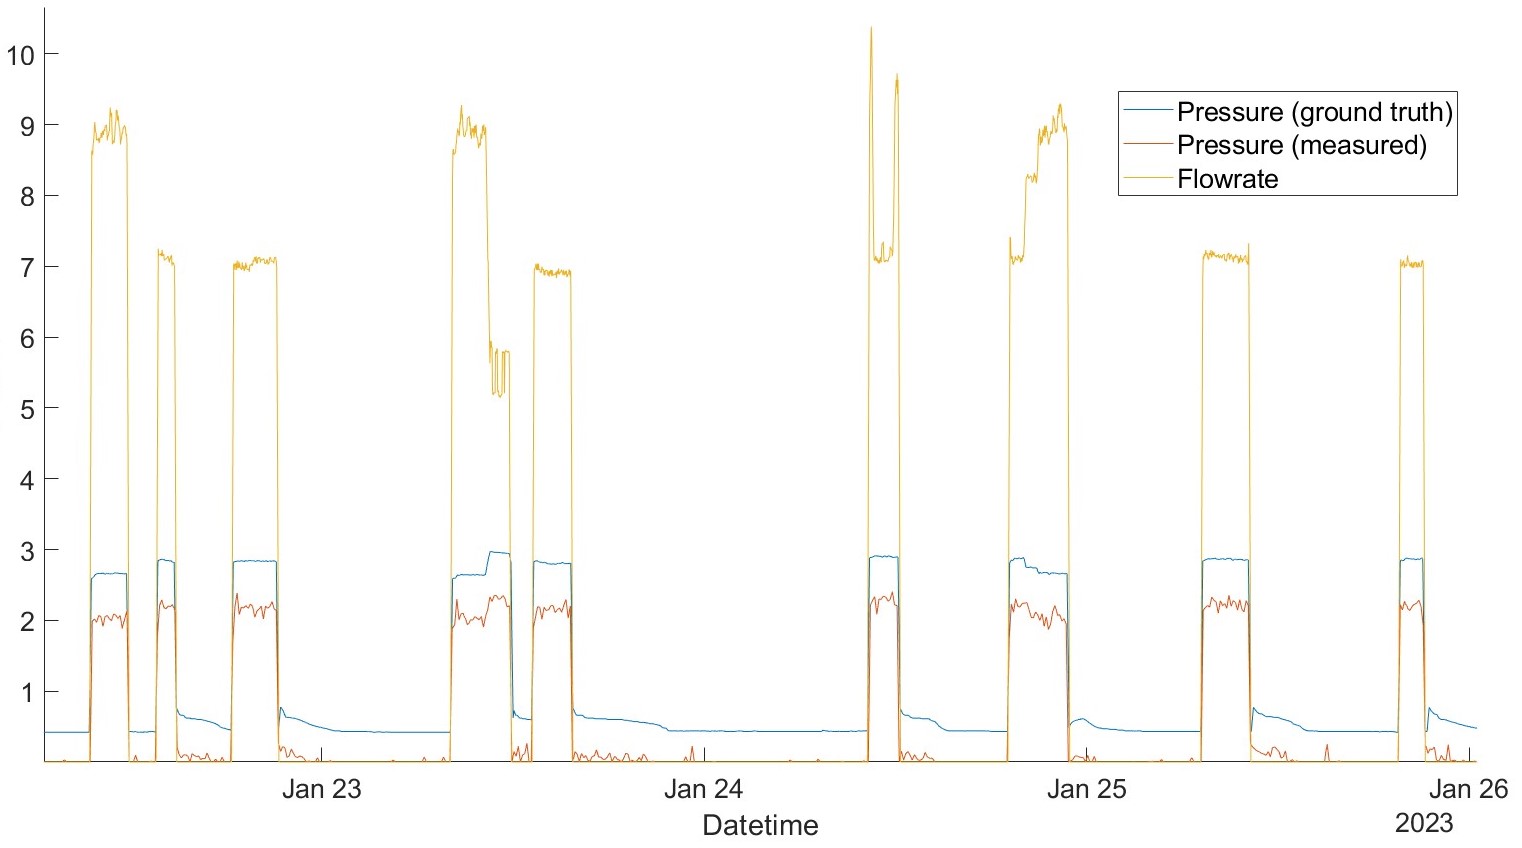 10
9
8
7
6
5
4
3
2
1
Pressure (ground truth)
Pressure (measured)
Flowrate
Jan 23
Jan 24
Jan 25
Jan 26
Datetime
2023